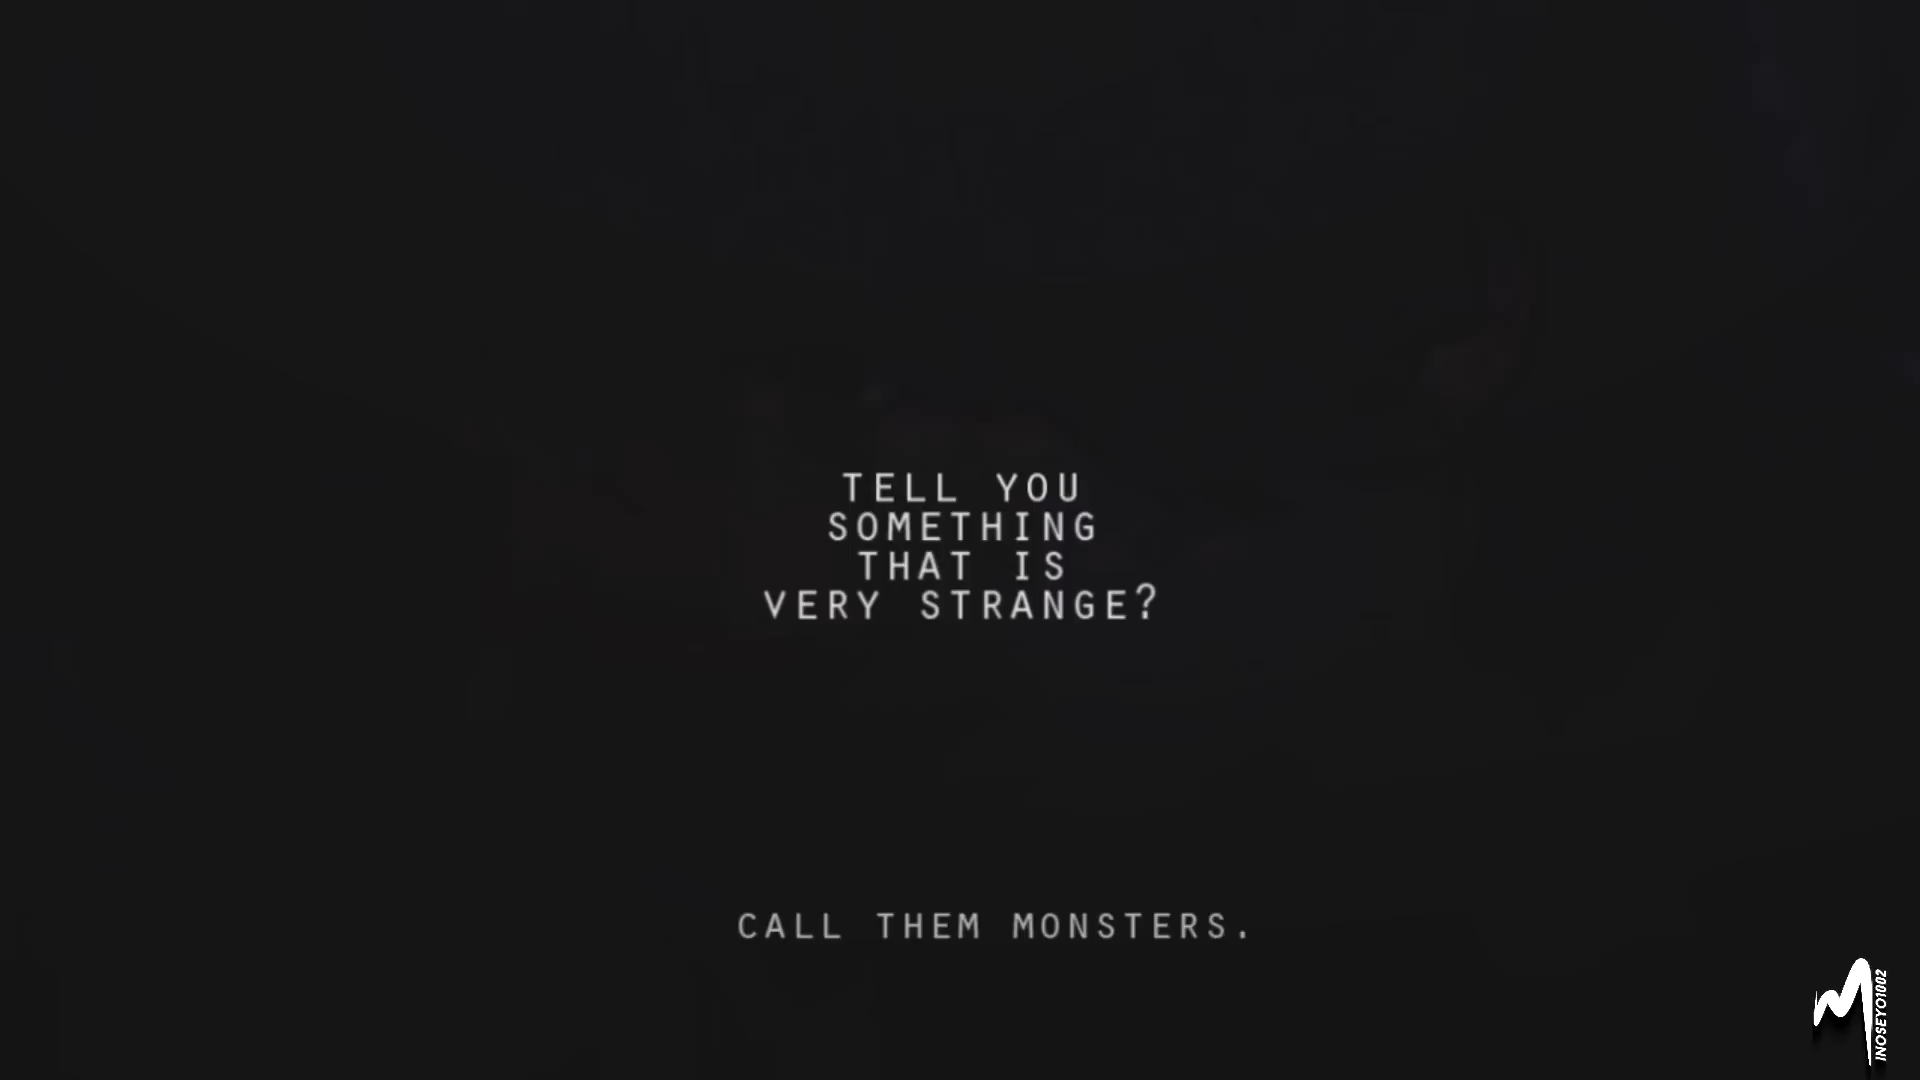 TELL YOU
SOMETHING
THAT IS
VERY STRANGE?
CALL THEM MONSTERS.
INOSEYO1002